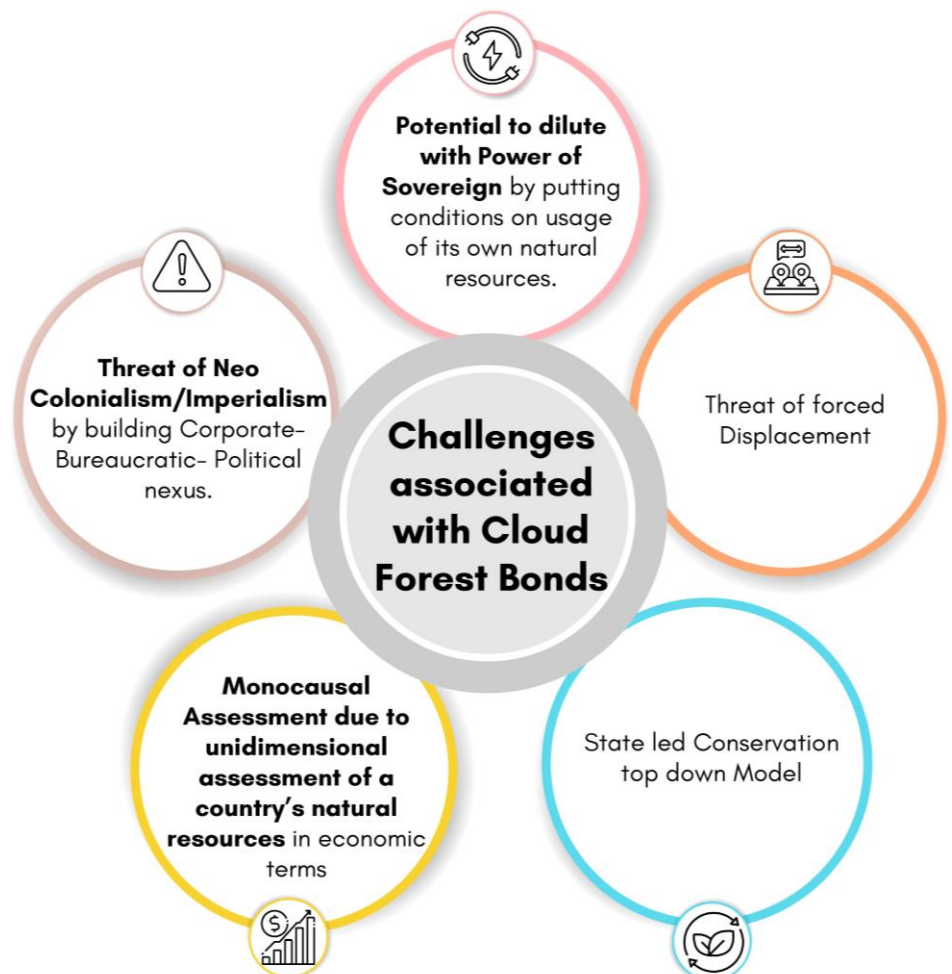 Potential to dilute
with Power of
Sovereign by putting
conditions on usage
of its own natural
resources.
Threat of Neo
Colonialism/Imperialism
by building Corporate-
Bureaucratic- Political
nexus.
Threat of forced
Displacement
Challenges
associated
with Cloud
Forest Bonds
Monocausal
Assessment due to
unidimensional
assessment of a
country’s natural
resources in economic
terms
State led Conservation
top down Model